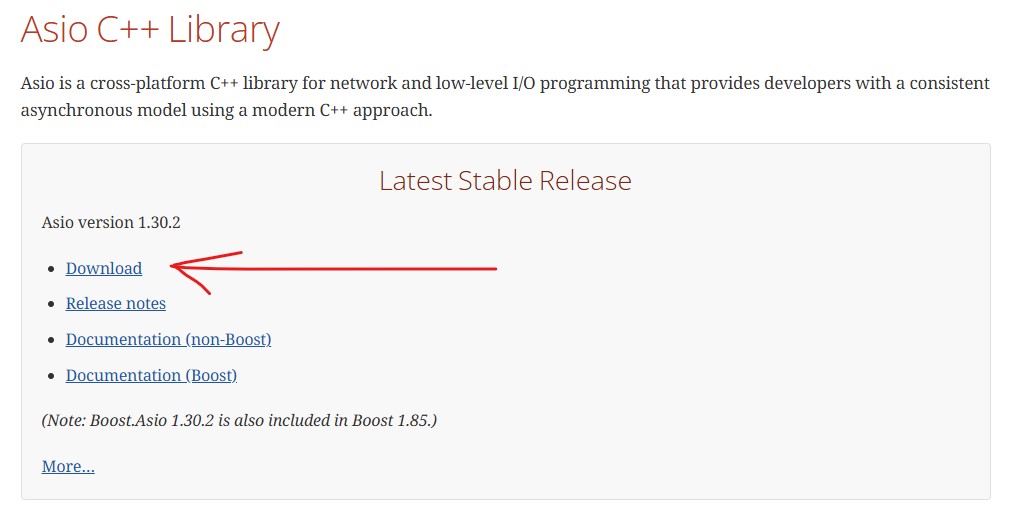 Asio C++ Library
Asio is a cross-platform C++ library for network and low-level I/O programming that provides developers with a consistent
asynchronous model using a modern C++ approach.
Latest Stable Release
Asio version 1.30.2
Download
Release notes
Documentation (non-Boost)
Documentation (Boost)
(Note: Boost.Asio 1.30.2 is also included in Boost 1.85.)
More...